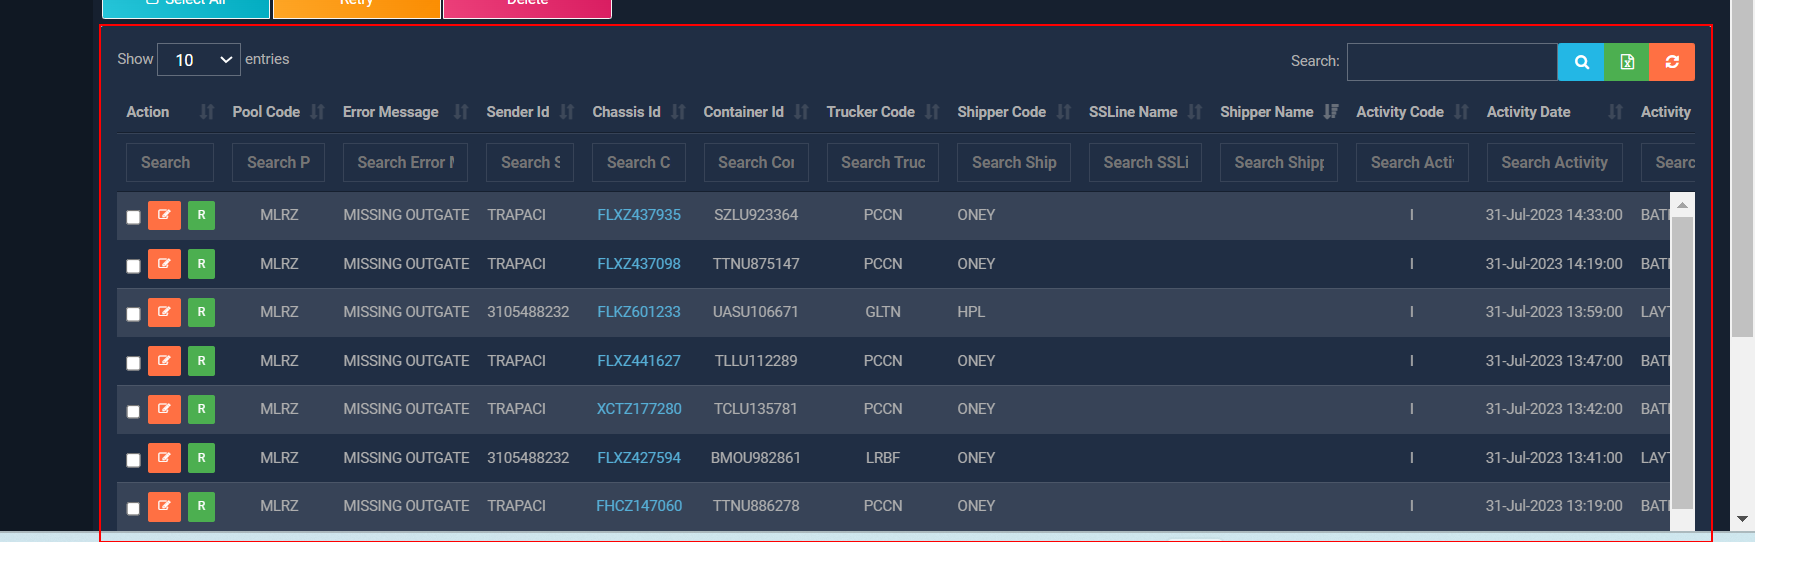 Select All Retry Delete
Show 10 entries Search:
Action Pool Code Error Message Sender Id Chassis Id Container Id Trucker Code Shipper Code SSLine Name Shipper Name Activity Code Activity Date Activity
Search Search P Search Error M Search S Search C Search Cor Search Truc Search Ship Search SSLi Search Shipp Search Acti Search Activity Searc
R MLRZ MISSING OUTGATE TRAPACI FLXZ437935 SZLU923364 PCCN ONEY I 31-Jul-2023 14:33:00 BATI
R MLRZ MISSING OUTGATE TRAPACI FLXZ437098 TTNU875147 PCCN ONEY I 31-Jul-2023 14:19:00 BATI
R MLRZ MISSING OUTGATE 3105488232 FLKZ601233 UASU106671 GLTN HPL I 31-Jul-2023 13:59:00 LAY
R MLRZ MISSING OUTGATE TRAPACI FLXZ441627 TLLU112289 PCCN ONEY I 31-Jul-2023 13:47:00 BATI
R MLRZ MISSING OUTGATE TRAPACI XCTZ177280 TCLU135781 PCCN ONEY I 31-Jul-2023 13:42:00 BATI
R MLRZ MISSING OUTGATE 3105488232 FLXZ427594 BMOU982861 LRBF ONEY I 31-Jul-2023 13:41:00 LAY
R MLRZ MISSING OUTGATE TRAPACI FHCZ147060 TTNU886278 PCCN ONEY I 31-Jul-2023 13:19:00 BATI